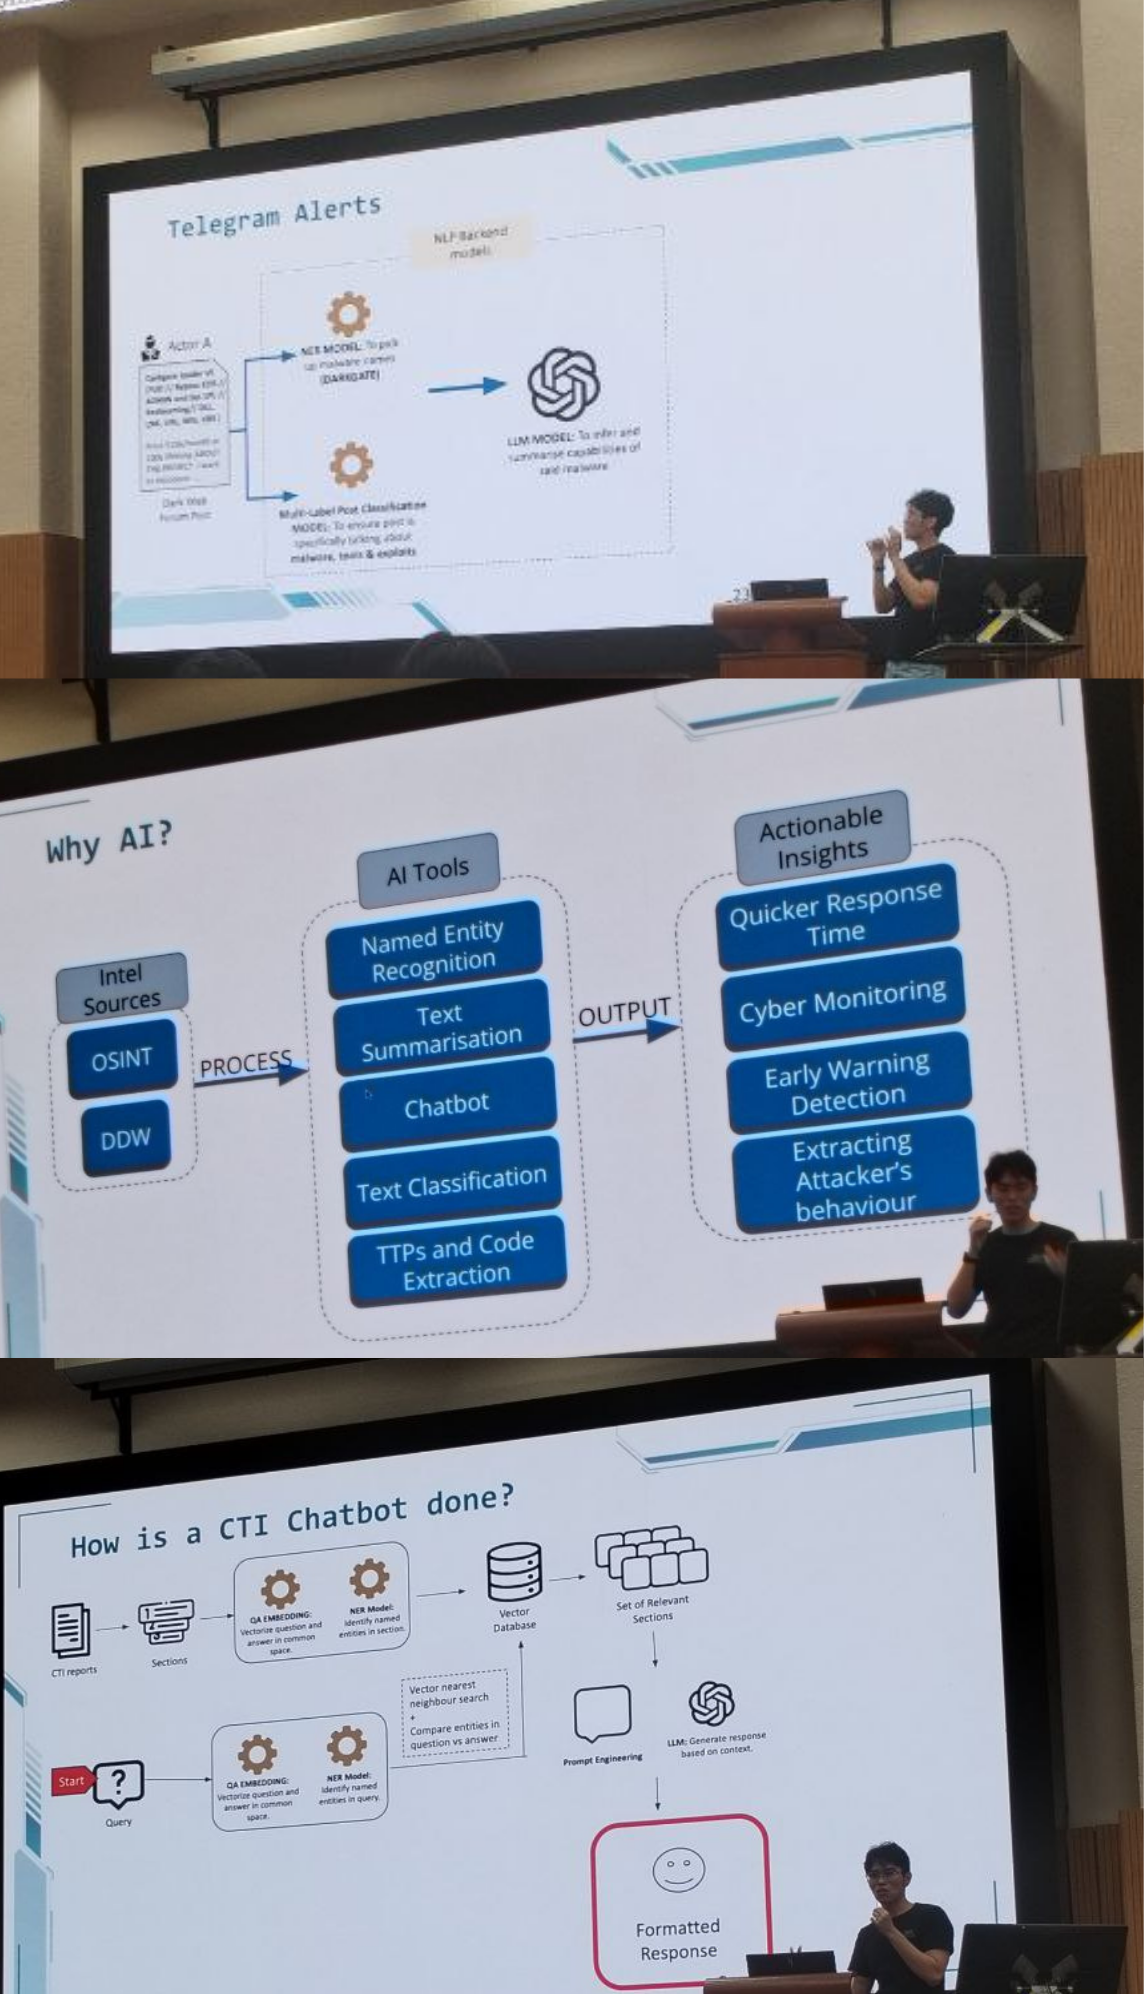 Telegram Alerts
NLP Backend
models
Actor A
NER MODEL: To pick
up malware names
(DARKGATE)
LLM MODEL: To infer and
summarise capabilities of
said malware
Dark Web
Forum Post
Multi-Label Post Classification
MODEL: To ensure post is
specifically talking about
malware, tools & exploits
23
Why AI?
Intel
Sources
OSINT
DDW
PROCESS
AI Tools
Named Entity
Recognition
Text
Summarisation
Chatbot
Text Classification
TTPs and Code
Extraction
OUTPUT
Actionable
Insights
Quicker Response
Time
Cyber Monitoring
Early Warning
Detection
Extracting
Attacker's
behaviour
How is a CTI Chatbot done?
CTI reports
Sections
QA EMBEDDING:
Vectorize question and
answer in common
space.
NER Model:
Identify named
entities in section.
Vector
Database
Set of Relevant
Sections
Vector nearest
neighbour search
+
Compare entities in
question vs answer
Start
?
Query
QA EMBEDDING:
Vectorize question and
answer in common
space.
NER Model:
Identify named
entities in query.
Prompt Engineering
LLM: Generate response
based on context.
Formatted
Response